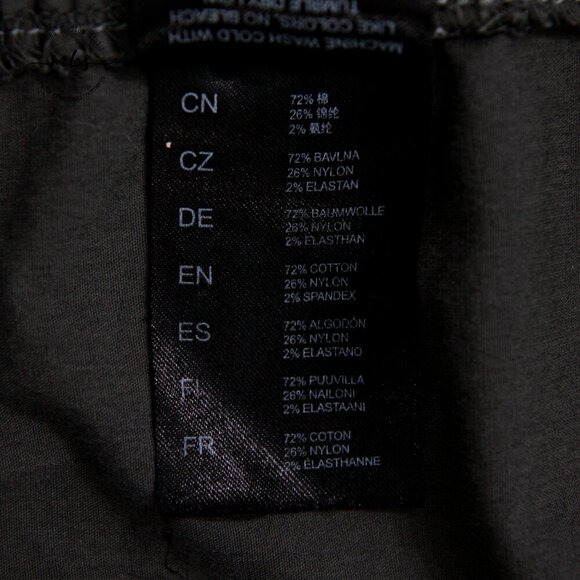 MACHINE WASH COLD WITH
LIKE COLORS, NO BLEACH
TUMBLE DRY LOW
CN
72% 棉
26% 锦纶
2% 氨纶
CZ
72% BAVLNA
26% NYLON
2% ELASTAN
DE
72% BAUMWOLLE
26% NYLON
2% ELASTHAN
EN
72% COTTON
26% NYLON
2% SPANDEX
ES
72% ALGODÓN
26% NYLON
2% ELASTANO
FI
72% PUUVILLA
26% NAILONI
2% ELASTAANI
FR
72% COTON
26% NYLON
2% ÉLASTHANNE